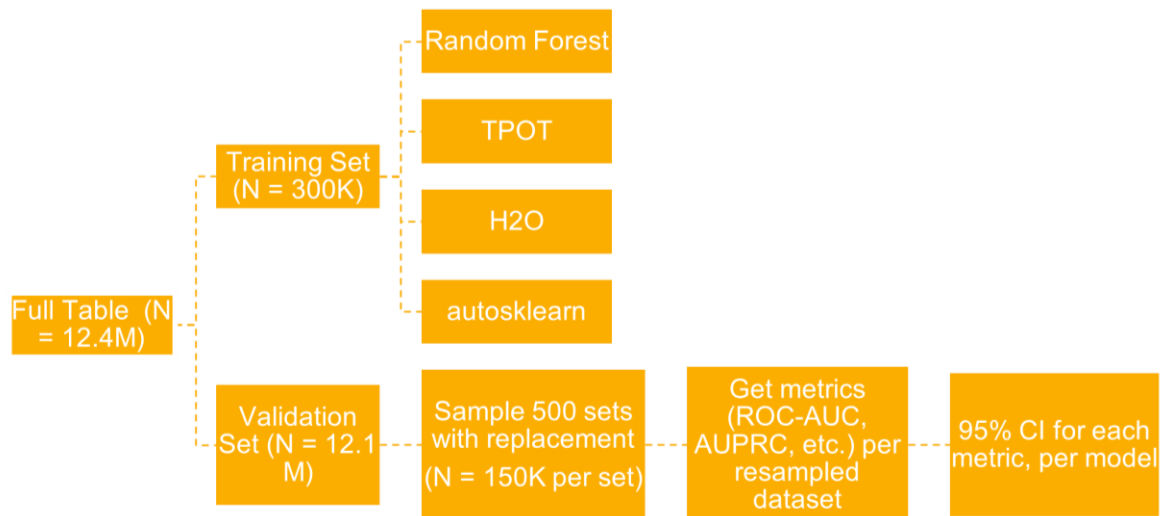 Random Forest
TPOT
Training Set
(N = 300K)
H2O
autosklearn
Full Table (N
= 12.4M)
Validation
Set (N = 12.1
M)
Sample 500 sets
with replacement
(N = 150K per set)
Get metrics
(ROC-AUC,
AUPRC, etc.) per
resampled
dataset
95% CI for each
metric, per model